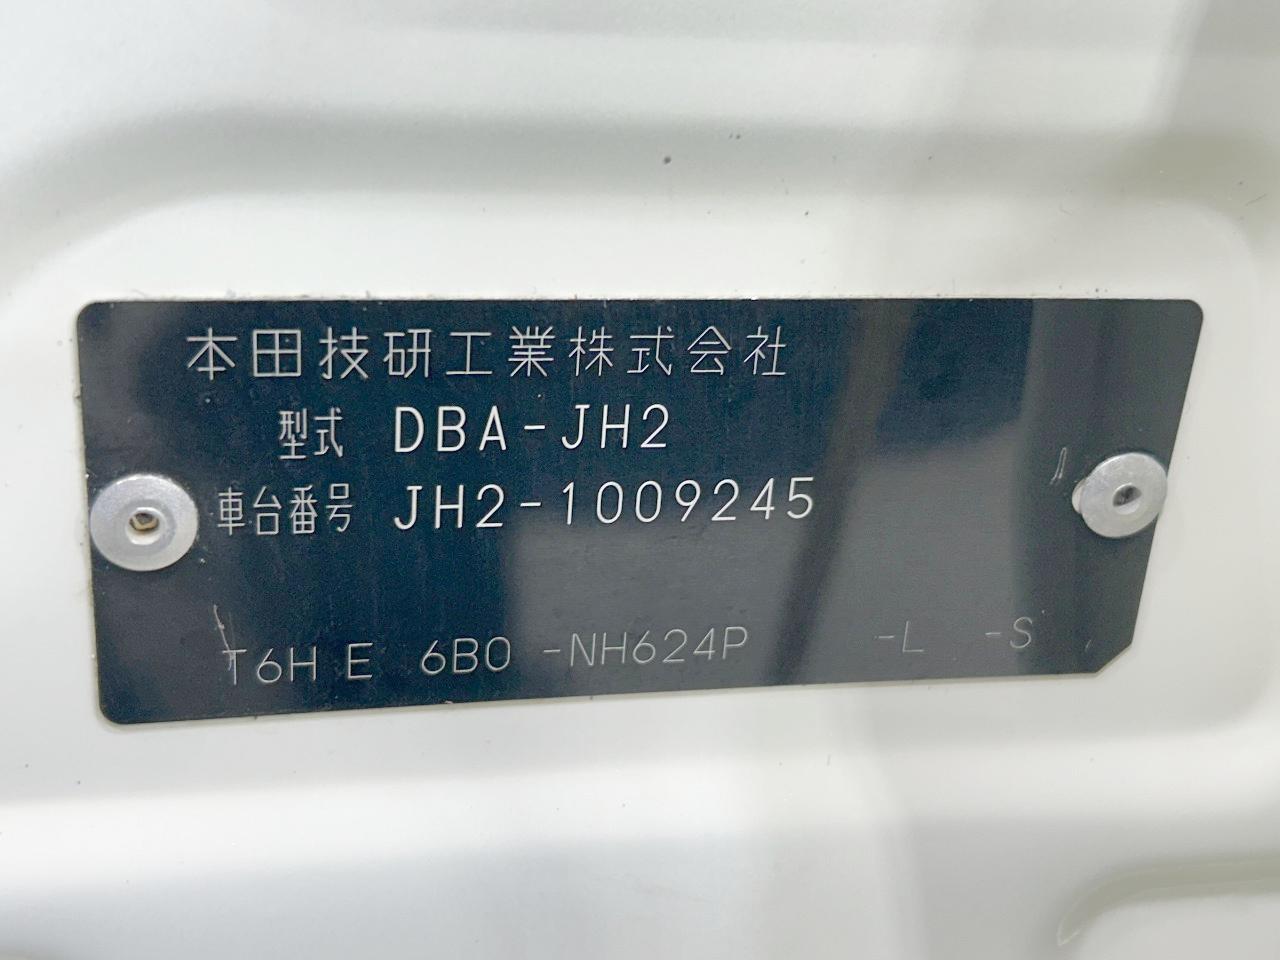 本田技研工業株式会社
型式 DBA-JH2
車台番号 JH2-1009245
T6H E 6B0 -NH624P -L -S